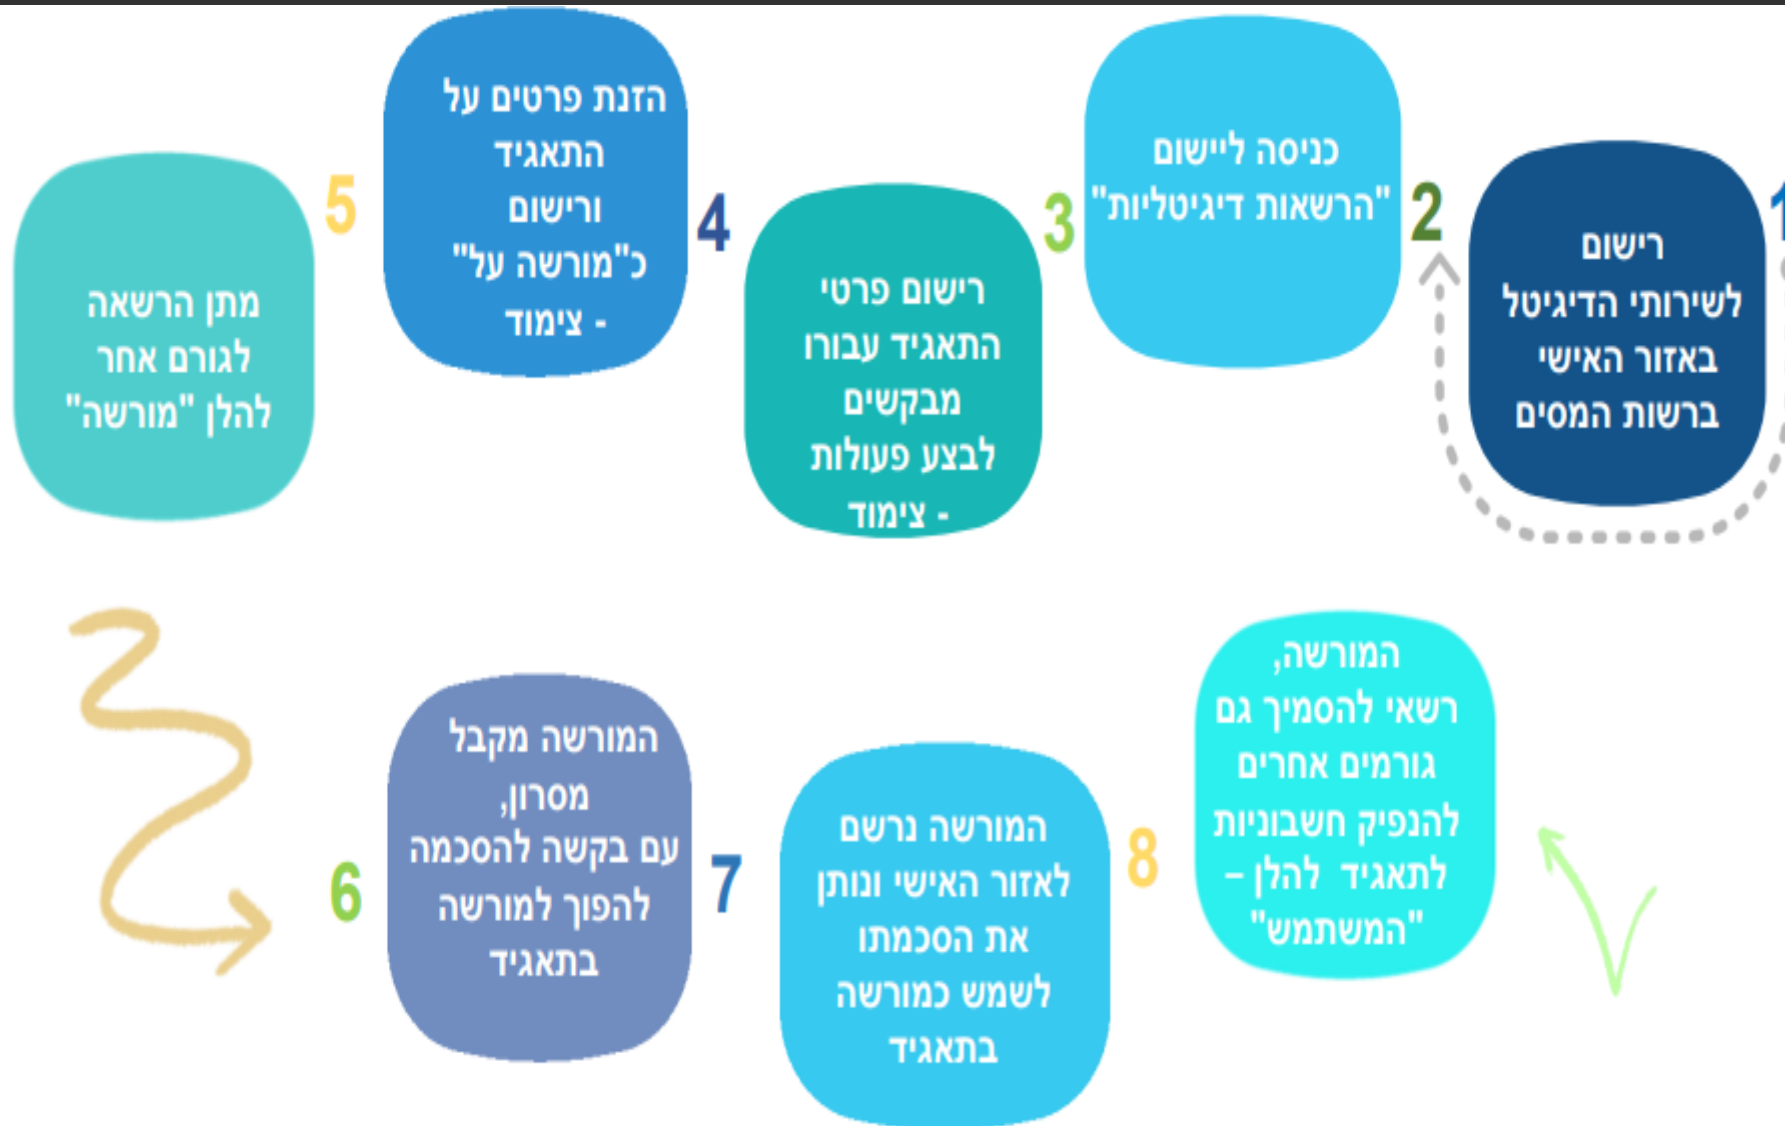 1
רישום
לשירותי הדיגיטל
באזור האישי
ברשות המסים
2
כניסה ליישום
"הרשאות דיגיטליות"
3
רישום פרטי
התאגיד עבורו
מבקשים
לבצע פעולות
- צימוד
4
הזנת פרטים על
התאגיד
ורישום
כ"מורשה על"
- צימוד
5
מתן הרשאה
לגורם אחר
להלן "מורשה"
6
המורשה מקבל
מסרון,
עם בקשה להסכמה
להפוך למורשה
בתאגיד
7
המורשה נרשם
לאזור האישי ונותן
את הסכמתו
לשמש כמורשה
בתאגיד
8
המורשה,
רשאי להסמיך גם
גורמים אחרים
להנפיק חשבוניות
לתאגיד להלן –
"המשתמש"